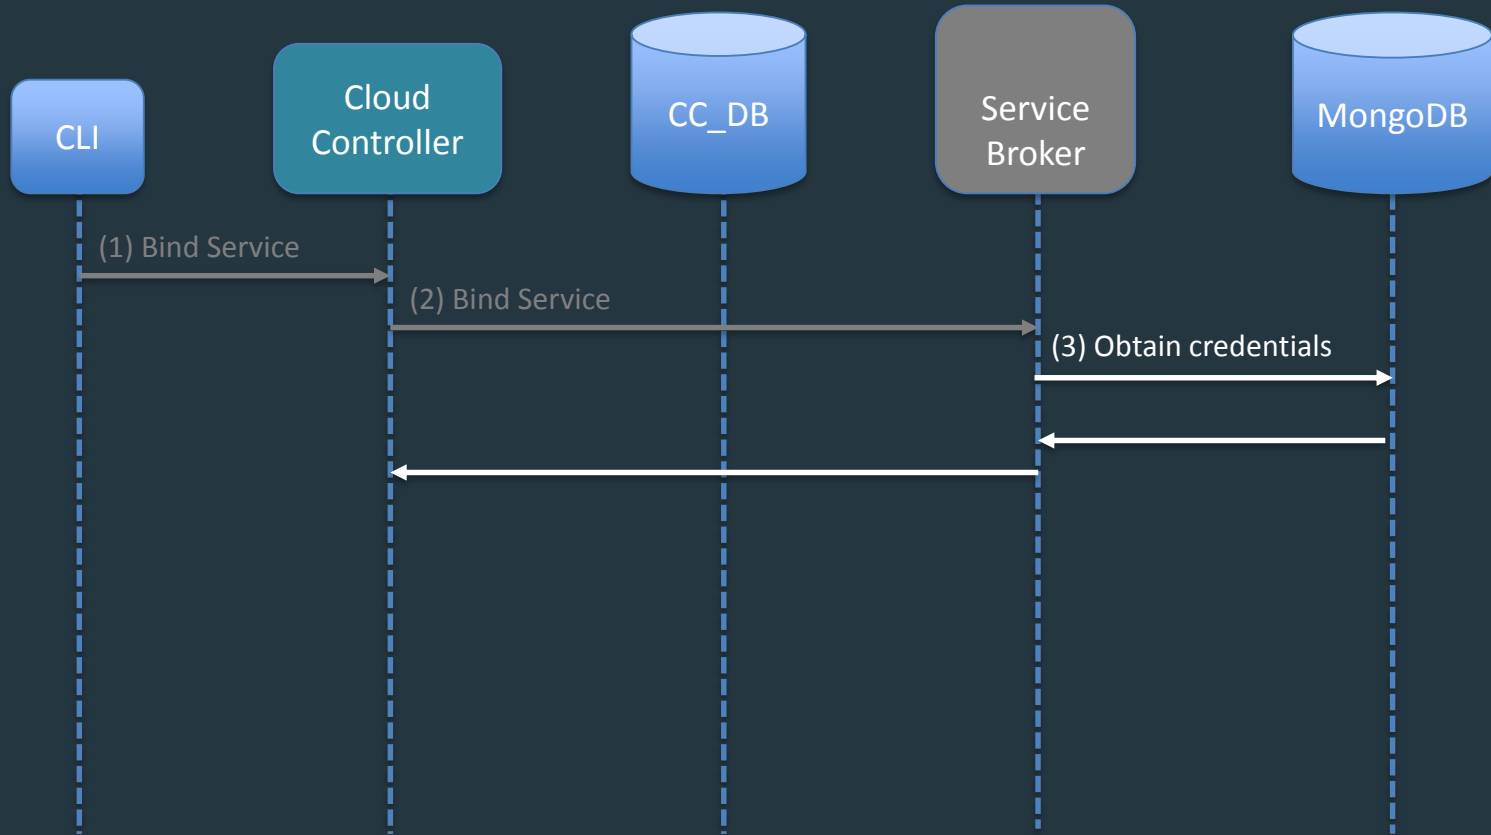 CLI
Cloud
Controller
CC_DB
Service
Broker
MongoDB
(1) Bind Service
(2) Bind Service
(3) Obtain credentials